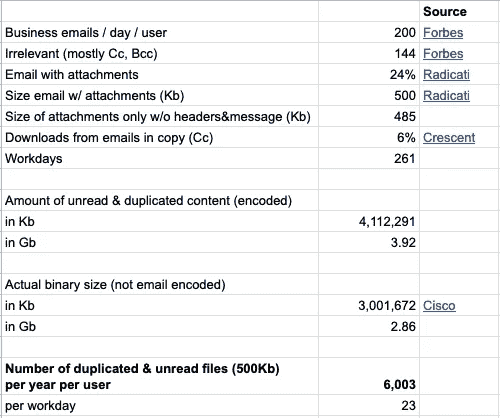 Source
Business emails / day / user 200 Forbes
Irrelevant (mostly Cc, Bcc) 144 Forbes
Email with attachments 24% Radicati
Size email w/ attachments (Kb) 500 Radicati
Size of attachments only w/o headers&message (Kb) 485
Downloads from emails in copy (Cc) 6% Crescent
Workdays 261
Amount of unread & duplicated content (encoded)
in Kb 4,112,291
in Gb 3.92
Actual binary size (not email encoded)
in Kb 3,001,672 Cisco
in Gb 2.86
Number of duplicated & unread files (500Kb)
per year per user 6,003
per workday 23